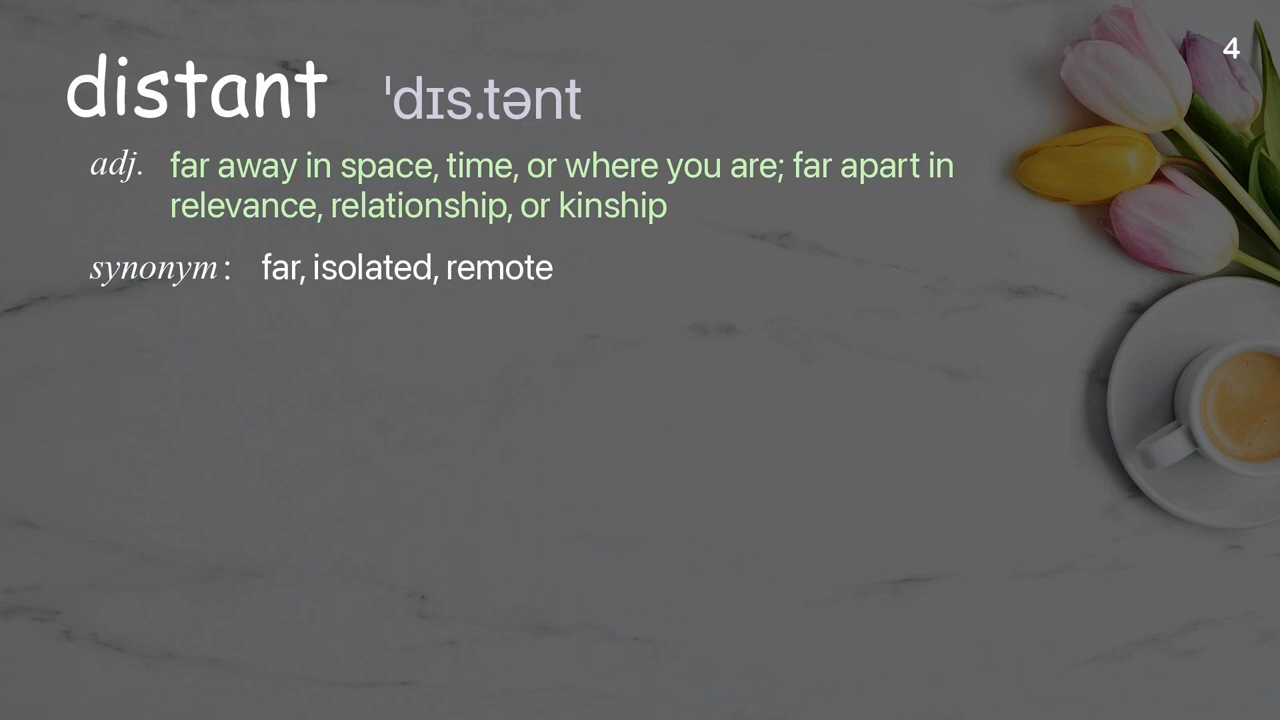 4
distant ˈdɪs.tənt
adj. far away in space, time, or where you are; far apart in
relevance, relationship, or kinship
synonym: far, isolated, remote